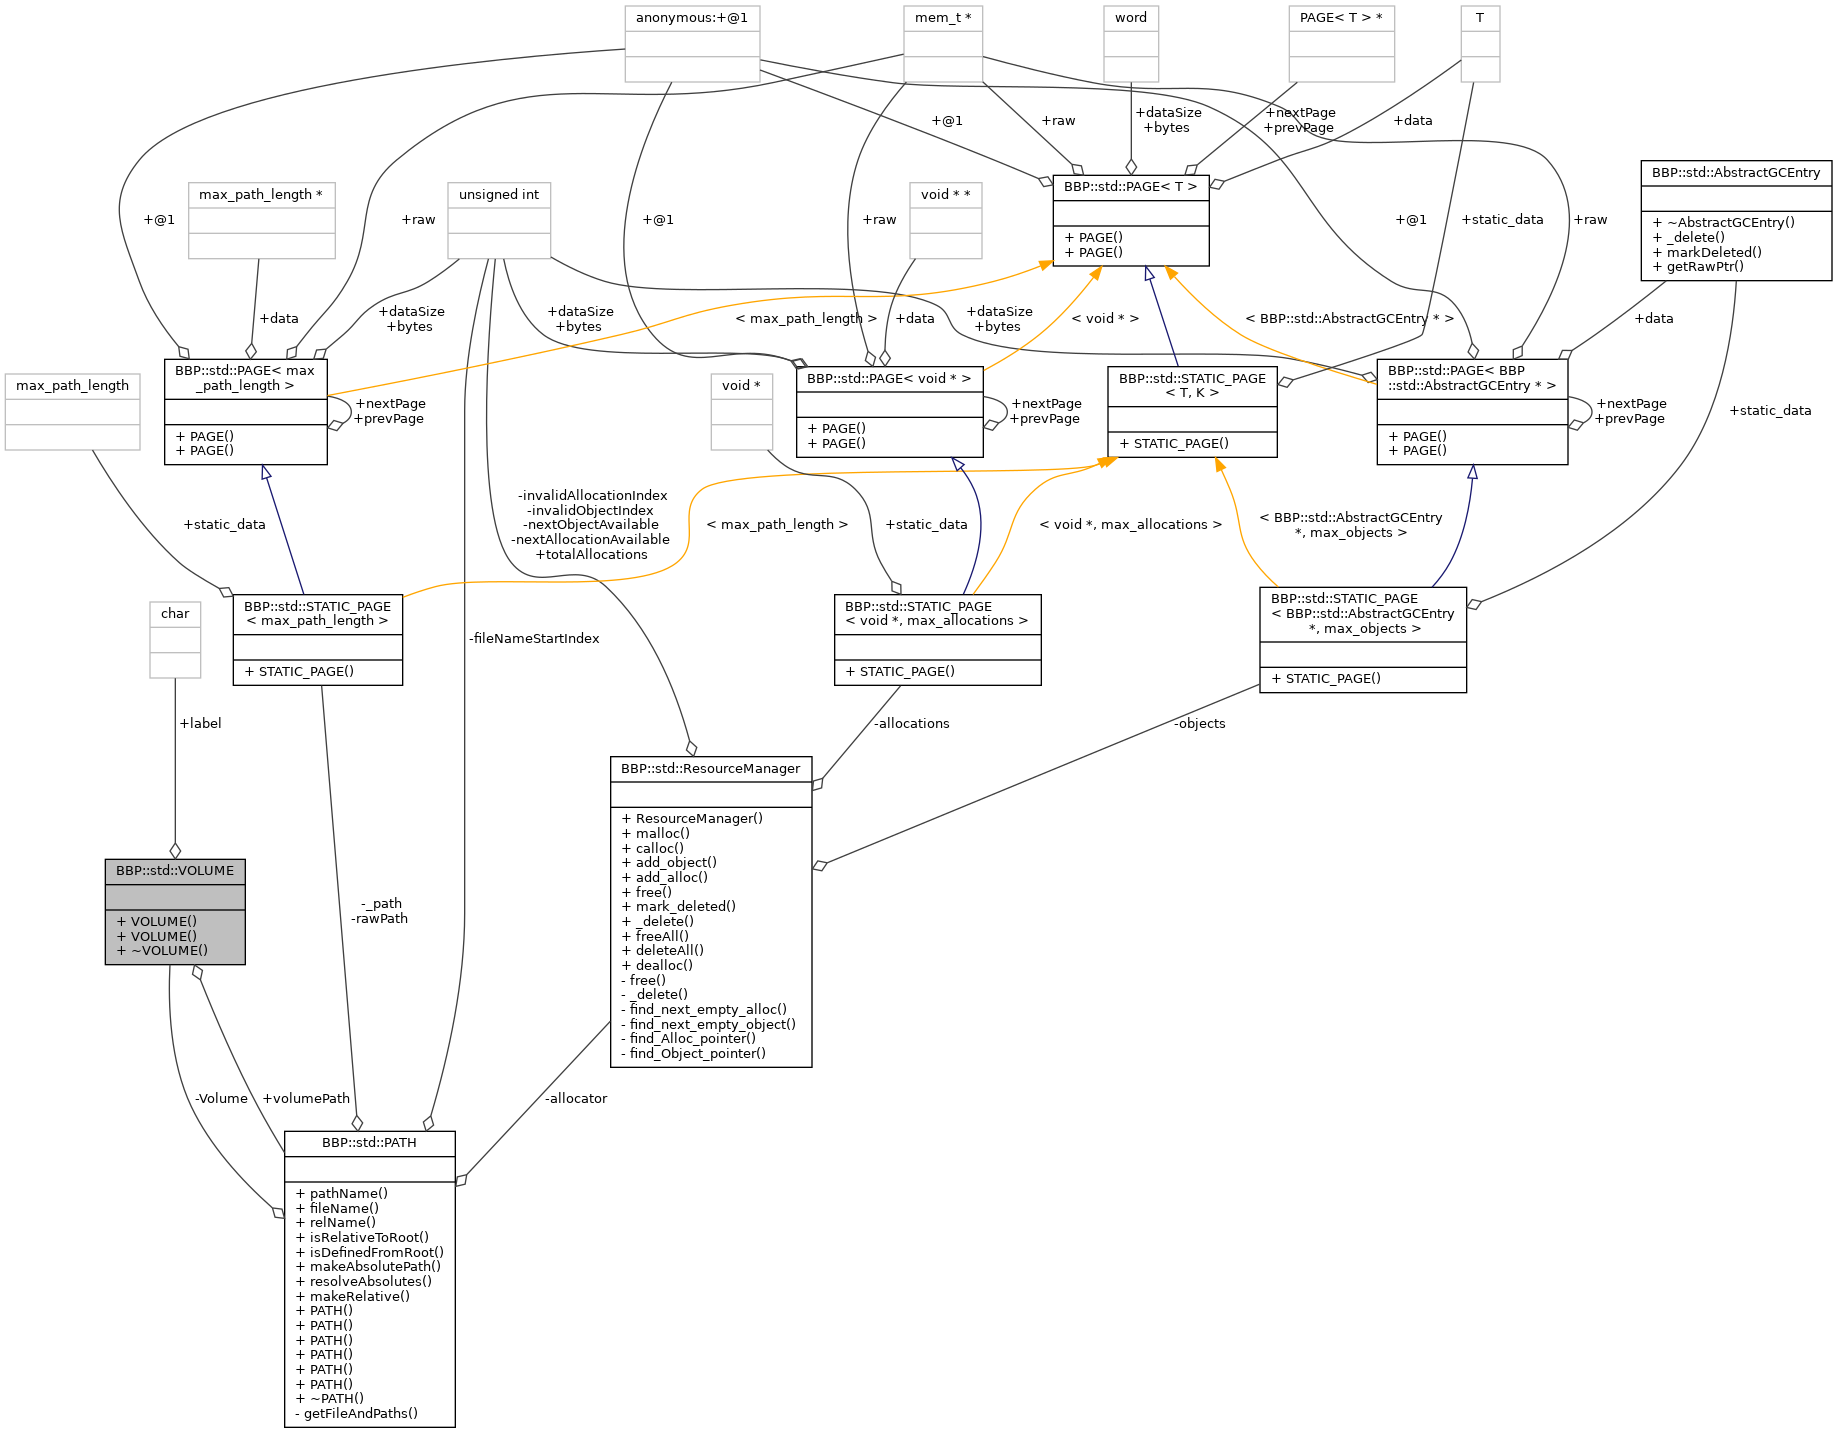 anonymous:+@1
mem_t *
word
PAGE< T > *
T
+dataSize
+bytes
+nextPage
+prevPage
+@1
+raw
+data
BBP::std::AbstractGCEntry
+ ~AbstractGCEntry()
+ _delete()
+ markDeleted()
+ getRawPtr()
BBP::std::PAGE< T >
+ PAGE()
+ PAGE()
max_path_length *
unsigned int
void * *
+@1
+raw
+@1
+raw
+@1
+static_data
+raw
+data
+dataSize
+bytes
+dataSize
+bytes
+data
+dataSize
+bytes
< max_path_length >
< void * >
< BBP::std::AbstractGCEntry * >
+data
max_path_length
BBP::std::PAGE< max
_path_length >
+ PAGE()
+ PAGE()
+nextPage
+prevPage
void *
BBP::std::PAGE< void * >
+ PAGE()
+ PAGE()
+nextPage
+prevPage
BBP::std::STATIC_PAGE
< T, K >
+ STATIC_PAGE()
BBP::std::PAGE< BBP
::std::AbstractGCEntry * >
+ PAGE()
+ PAGE()
+nextPage
+prevPage
+static_data
+static_data
-invalidAllocationIndex
-invalidObjectIndex
-nextObjectAvailable
-nextAllocationAvailable
+totalAllocations
< max_path_length >
+static_data
< void *, max_allocations >
< BBP::std::AbstractGCEntry
*, max_objects >
char
BBP::std::STATIC_PAGE
< max_path_length >
+ STATIC_PAGE()
-fileNameStartIndex
BBP::std::STATIC_PAGE
< void *, max_allocations >
+ STATIC_PAGE()
BBP::std::STATIC_PAGE
< BBP::std::AbstractGCEntry
*, max_objects >
+ STATIC_PAGE()
+label
-allocations
-objects
BBP::std::ResourceManager
+ ResourceManager()
+ malloc()
+ calloc()
+ add_object()
+ add_alloc()
+ free()
+ mark_deleted()
+ _delete()
+ freeAll()
+ deleteAll()
+ dealloc()
- free()
- _delete()
- find_next_empty_alloc()
- find_next_empty_object()
- find_Alloc_pointer()
- find_Object_pointer()
BBP::std::VOLUME
+ VOLUME()
+ VOLUME()
+ ~VOLUME()
-_path
-rawPath
-Volume
+volumePath
-allocator
BBP::std::PATH
+ pathName()
+ fileName()
+ relName()
+ isRelativeToRoot()
+ isDefinedFromRoot()
+ makeAbsolutePath()
+ resolveAbsolutes()
+ makeRelative()
+ PATH()
+ PATH()
+ PATH()
+ PATH()
+ PATH()
+ PATH()
+ ~PATH()
- getFileAndPaths()